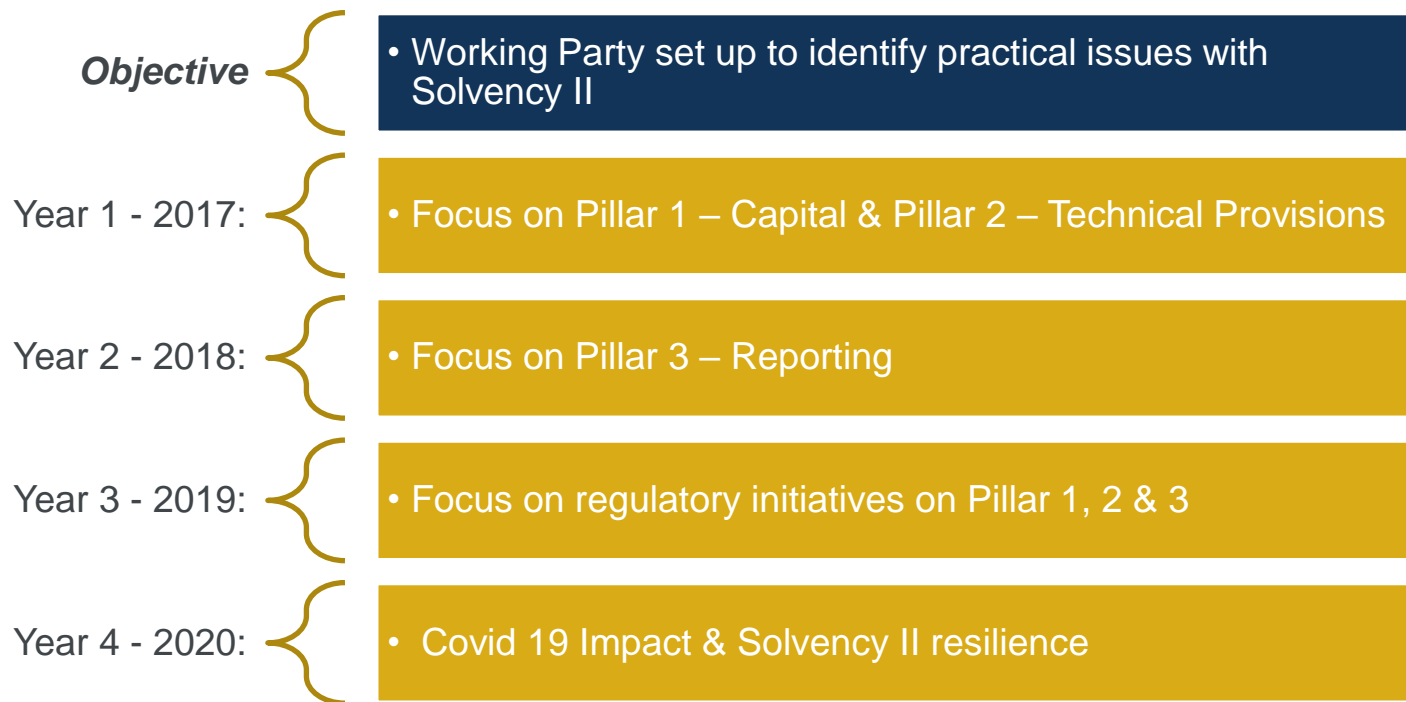 Objective
• Working Party set up to identify practical issues with
Solvency II
Year 1 - 2017:
• Focus on Pillar 1 – Capital & Pillar 2 – Technical Provisions
Year 2 - 2018:
• Focus on Pillar 3 – Reporting
Year 3 - 2019:
• Focus on regulatory initiatives on Pillar 1, 2 & 3
Year 4 - 2020:
• Covid 19 Impact & Solvency II resilience